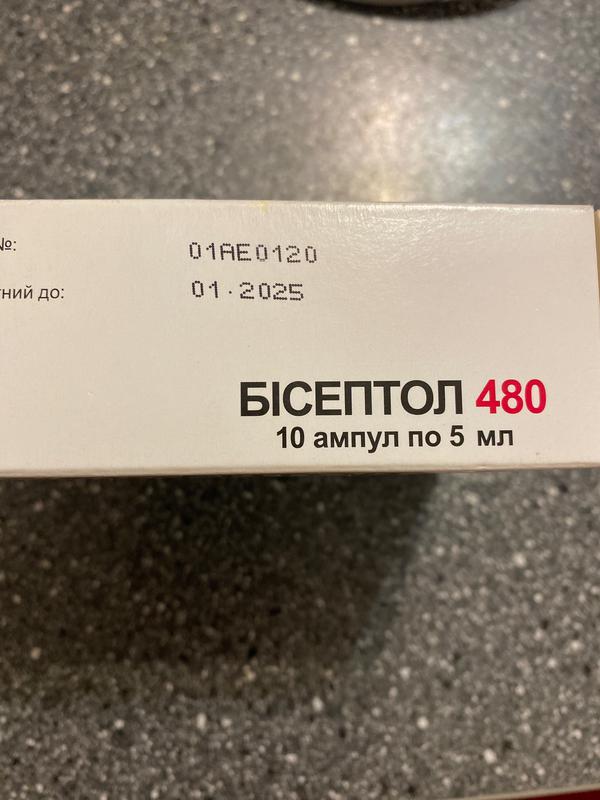 №:
01AE0120
тний до:
01.2025
БІСЕПТОЛ 480
10 ампул по 5 мл